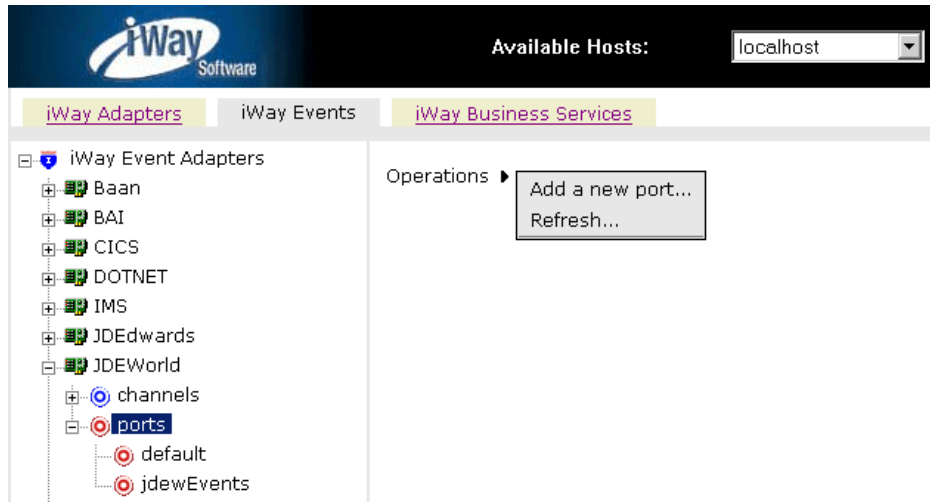 iWay
Software
Available Hosts:
localhost
iWay Adapters
iWay Events
iWay Business Services
iWay Event Adapters
Baan
BAI
CICS
DOTNET
IMS
JDEdwards
JDEWorld
channels
ports
default
jdewEvents
Operations
Add a new port...
Refresh...